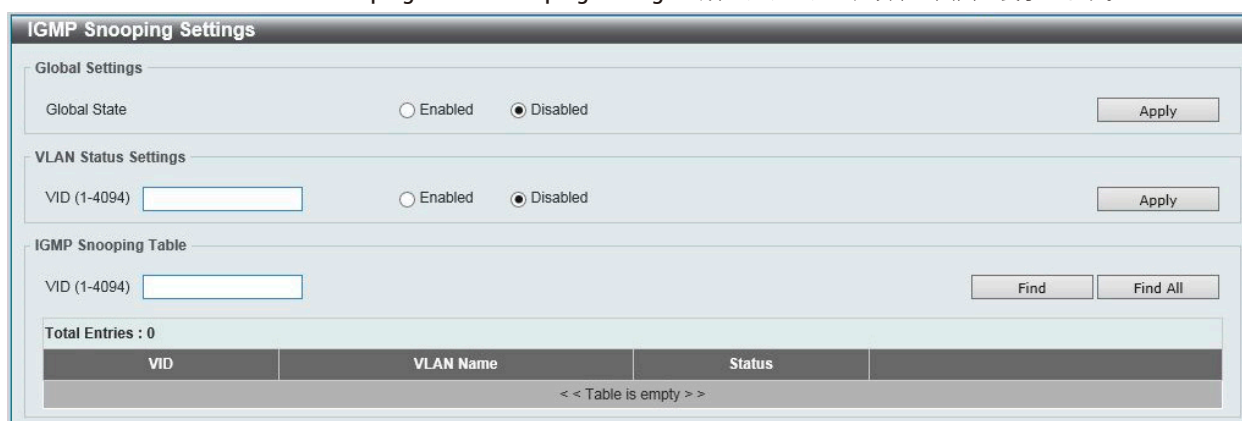 IGMP Snooping Settings
Global Settings
Global State Enabled Disabled Apply
VLAN Status Settings
VID (1-4094) Enabled Disabled Apply
IGMP Snooping Table
VID (1-4094) Find Find All
Total Entries : 0
VID VLAN Name Status
< < Table is empty > >